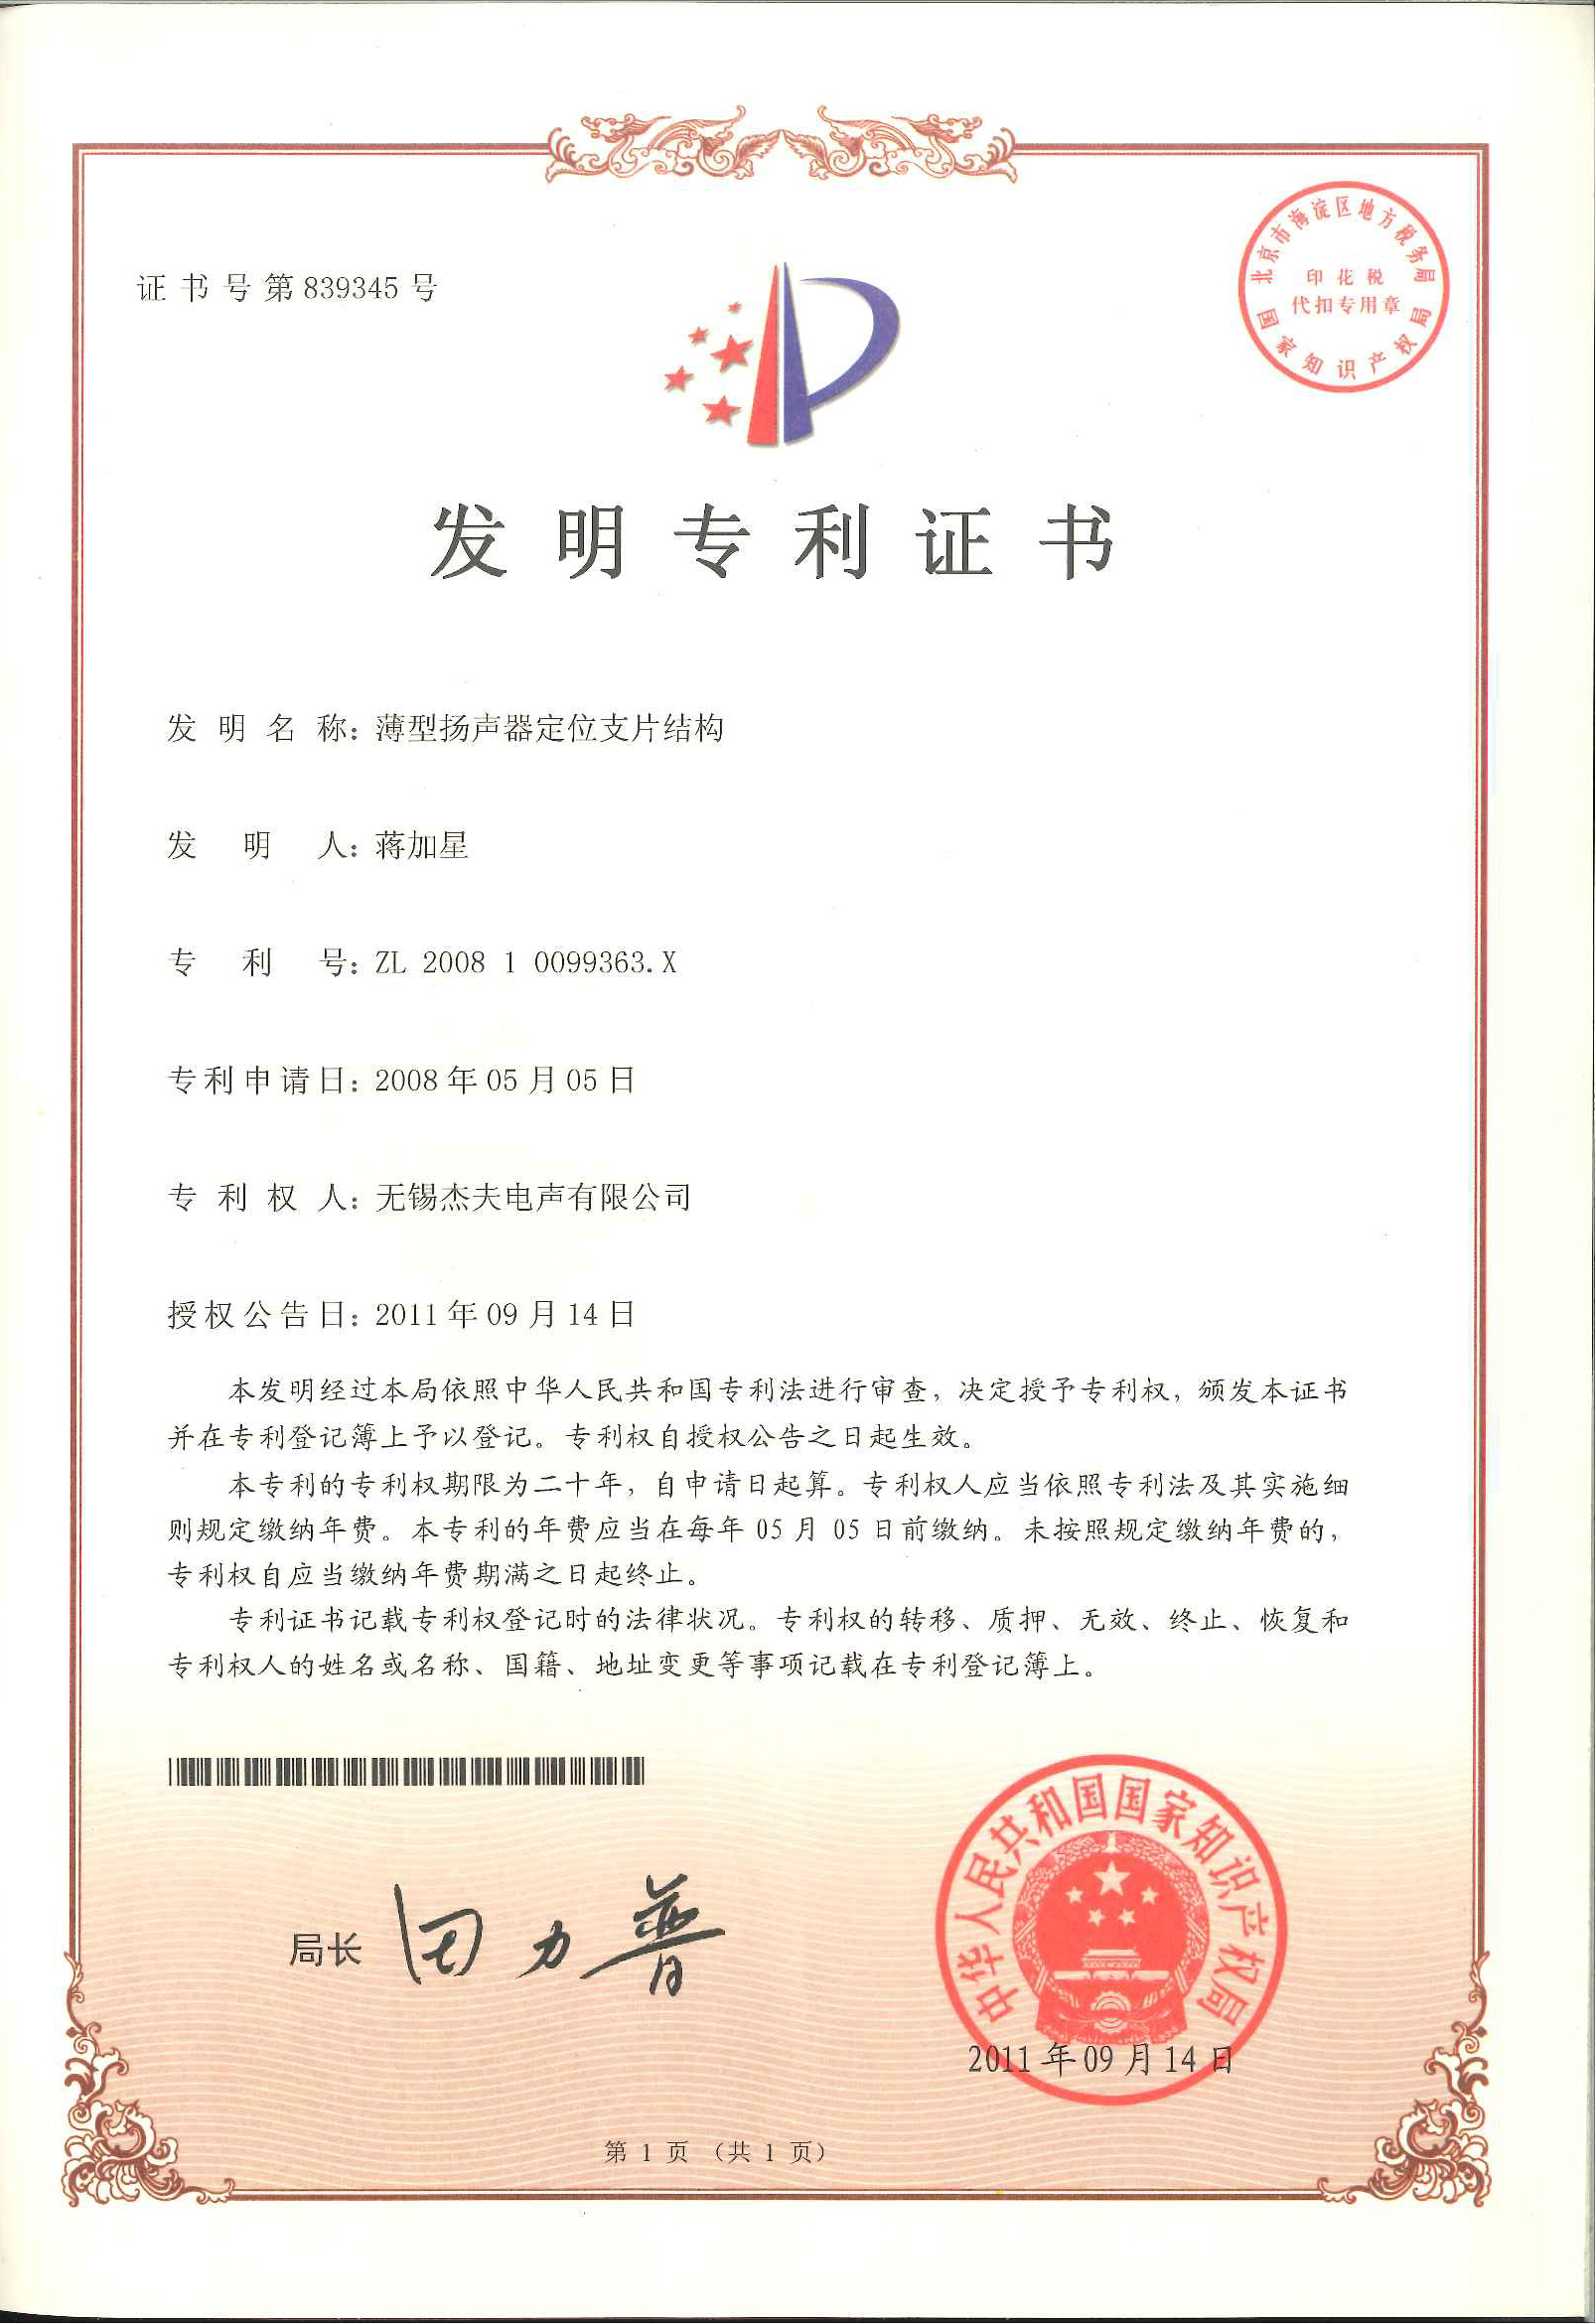 证书号第839345号
北京市海淀区地方税务局
印花税
代扣专用章
国家知识产权局
发明专利证书
发明名称：薄型扬声器定位支片结构
发明人：蒋加星
专利号：ZL 2008 1 0099363.X
专利申请日：2008年05月05日
专利权人：无锡杰夫电声有限公司
授权公告日：2011年09月14日
本发明经过本局依照中华人民共和国专利法进行审查，决定授予专利权，颁发本证书
并在专利登记簿上予以登记。专利权自授权公告之日起生效。
本专利的专利权期限为二十年，自申请日起算。专利权人应当依照专利法及其实施细
则规定缴纳年费。本专利的年费应当在每年05月05日前缴纳。未按照规定缴纳年费的，
专利权自应当缴纳年费期满之日起终止。
专利证书记载专利权登记时的法律状况。专利权的转移、质押、无效、终止、恢复和
专利权人的姓名或名称、国籍、地址变更等事项记载在专利登记簿上。
局长 田力普
中华人民共和国国家知识产权局
2011年09月14日
第1页（共1页）